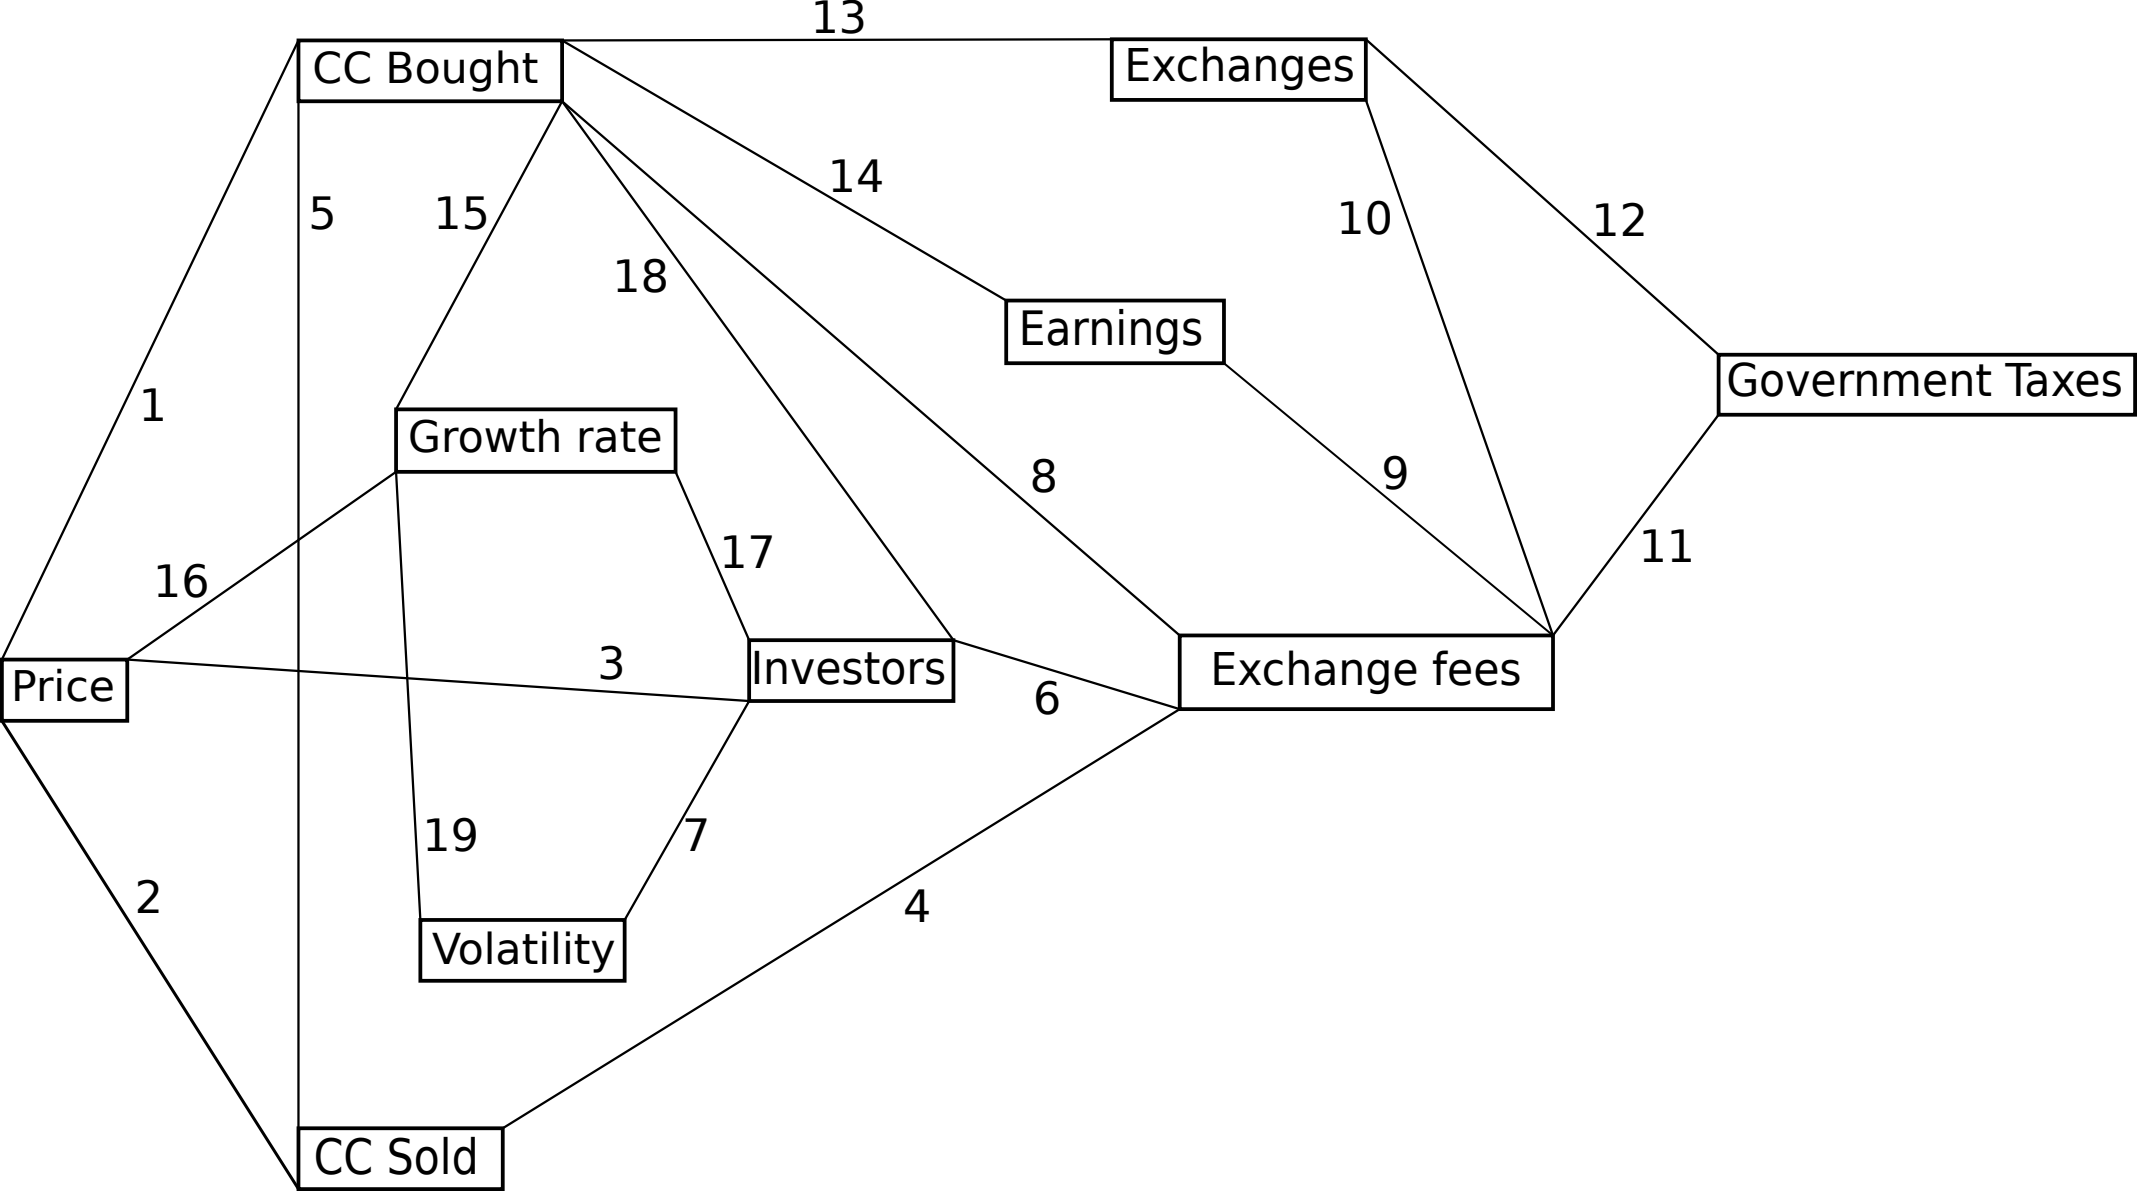 13
CC Bought
Exchanges
14
5
15
10
12
18
Earnings
Government Taxes
1
Growth rate
8
9
17
11
16
3
Investors
Exchange fees
Price
6
19
7
2
4
Volatility
CC Sold